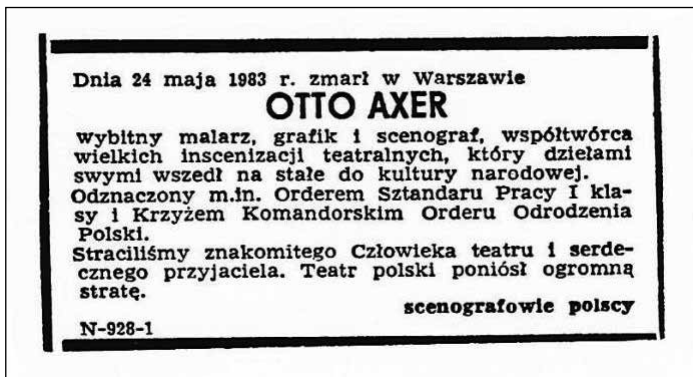 Dnia 24 maja 1983 r. zmarł w Warszawie
OTTO AXER
wybitny malarz, grafik i scenograf, współtwórca
wielkich inscenizacji teatralnych, który dziełami
swymi wszedł na stałe do kultury narodowej.
Odznaczony m.in. Orderem Sztandaru Pracy I kla-
sy i Krzyżem Komandorskim Orderu Odrodzenia
Polski.
Straciliśmy znakomitego Człowieka teatru i serde-
cznego przyjaciela. Teatr polski poniósł ogromną
stratę.
scenografowie polscy
N-928-1